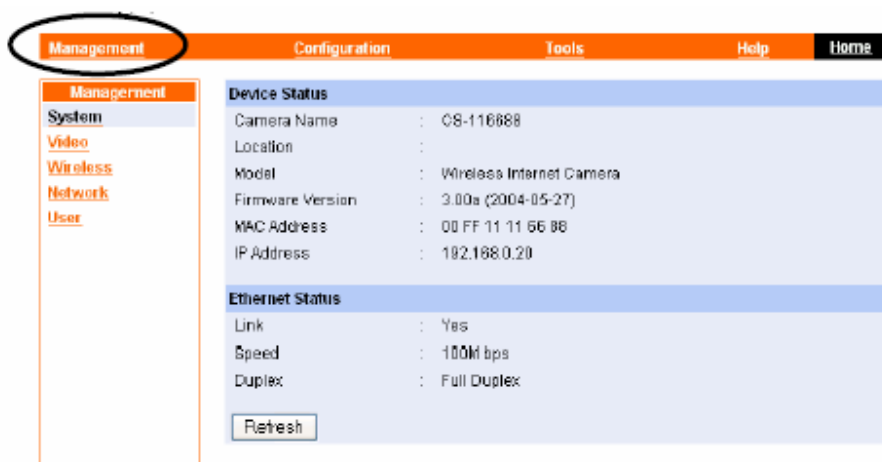 Management Configuration Tools Help Home
Management
System
Video
Wireless
Network
User
Device Status
Camera Name : CS-116688
Location :
Model : Wireless Internet Camera
Firmware Version : 3.00a (2004-05-27)
MAC Address : 00 FF 11 11 66 88
IP Address : 192.168.0.20
Ethernet Status
Link : Yes
Speed : 100M bps
Duplex : Full Duplex
Refresh